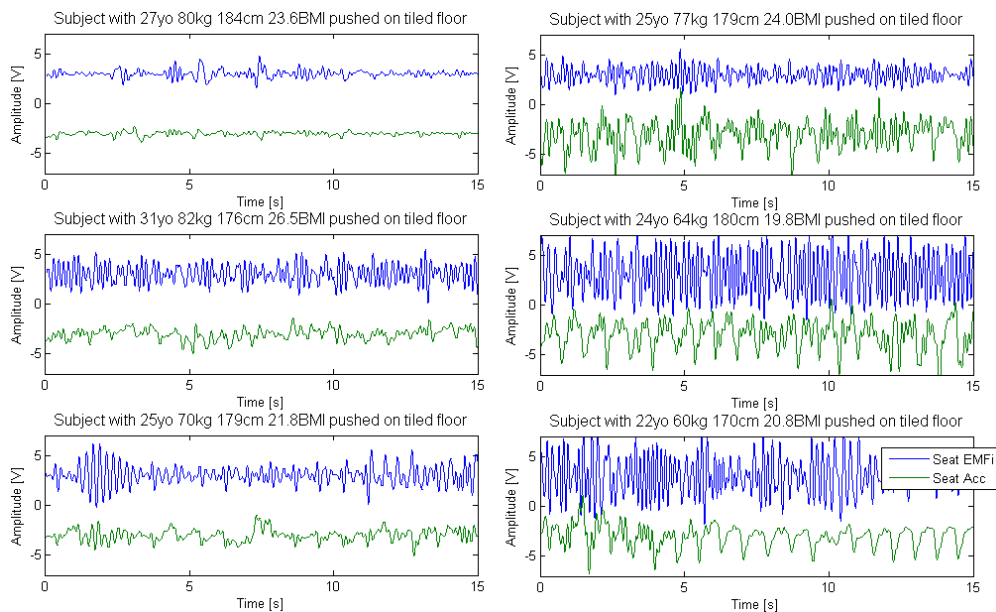 Subject with 27yo 80kg 184cm 23.6BMI pushed on tiled floor
Amplitude [V]
5
0
-5
0
5
10
15
Time [s]
Subject with 25yo 77kg 179cm 24.0BMI pushed on tiled floor
Amplitude [V]
5
0
-5
0
5
10
15
Time [s]
Subject with 31yo 82kg 176cm 26.5BMI pushed on tiled floor
Amplitude [V]
5
0
-5
0
5
10
15
Time [s]
Subject with 24yo 64kg 180cm 19.8BMI pushed on tiled floor
Amplitude [V]
5
0
-5
0
5
10
15
Time [s]
Subject with 25yo 70kg 179cm 21.8BMI pushed on tiled floor
Amplitude [V]
5
0
-5
0
5
10
15
Time [s]
Subject with 22yo 60kg 170cm 20.8BMI pushed on tiled floor
Amplitude [V]
5
0
-5
0
5
10
15
Time [s]
Seat EMFi
Seat Acc